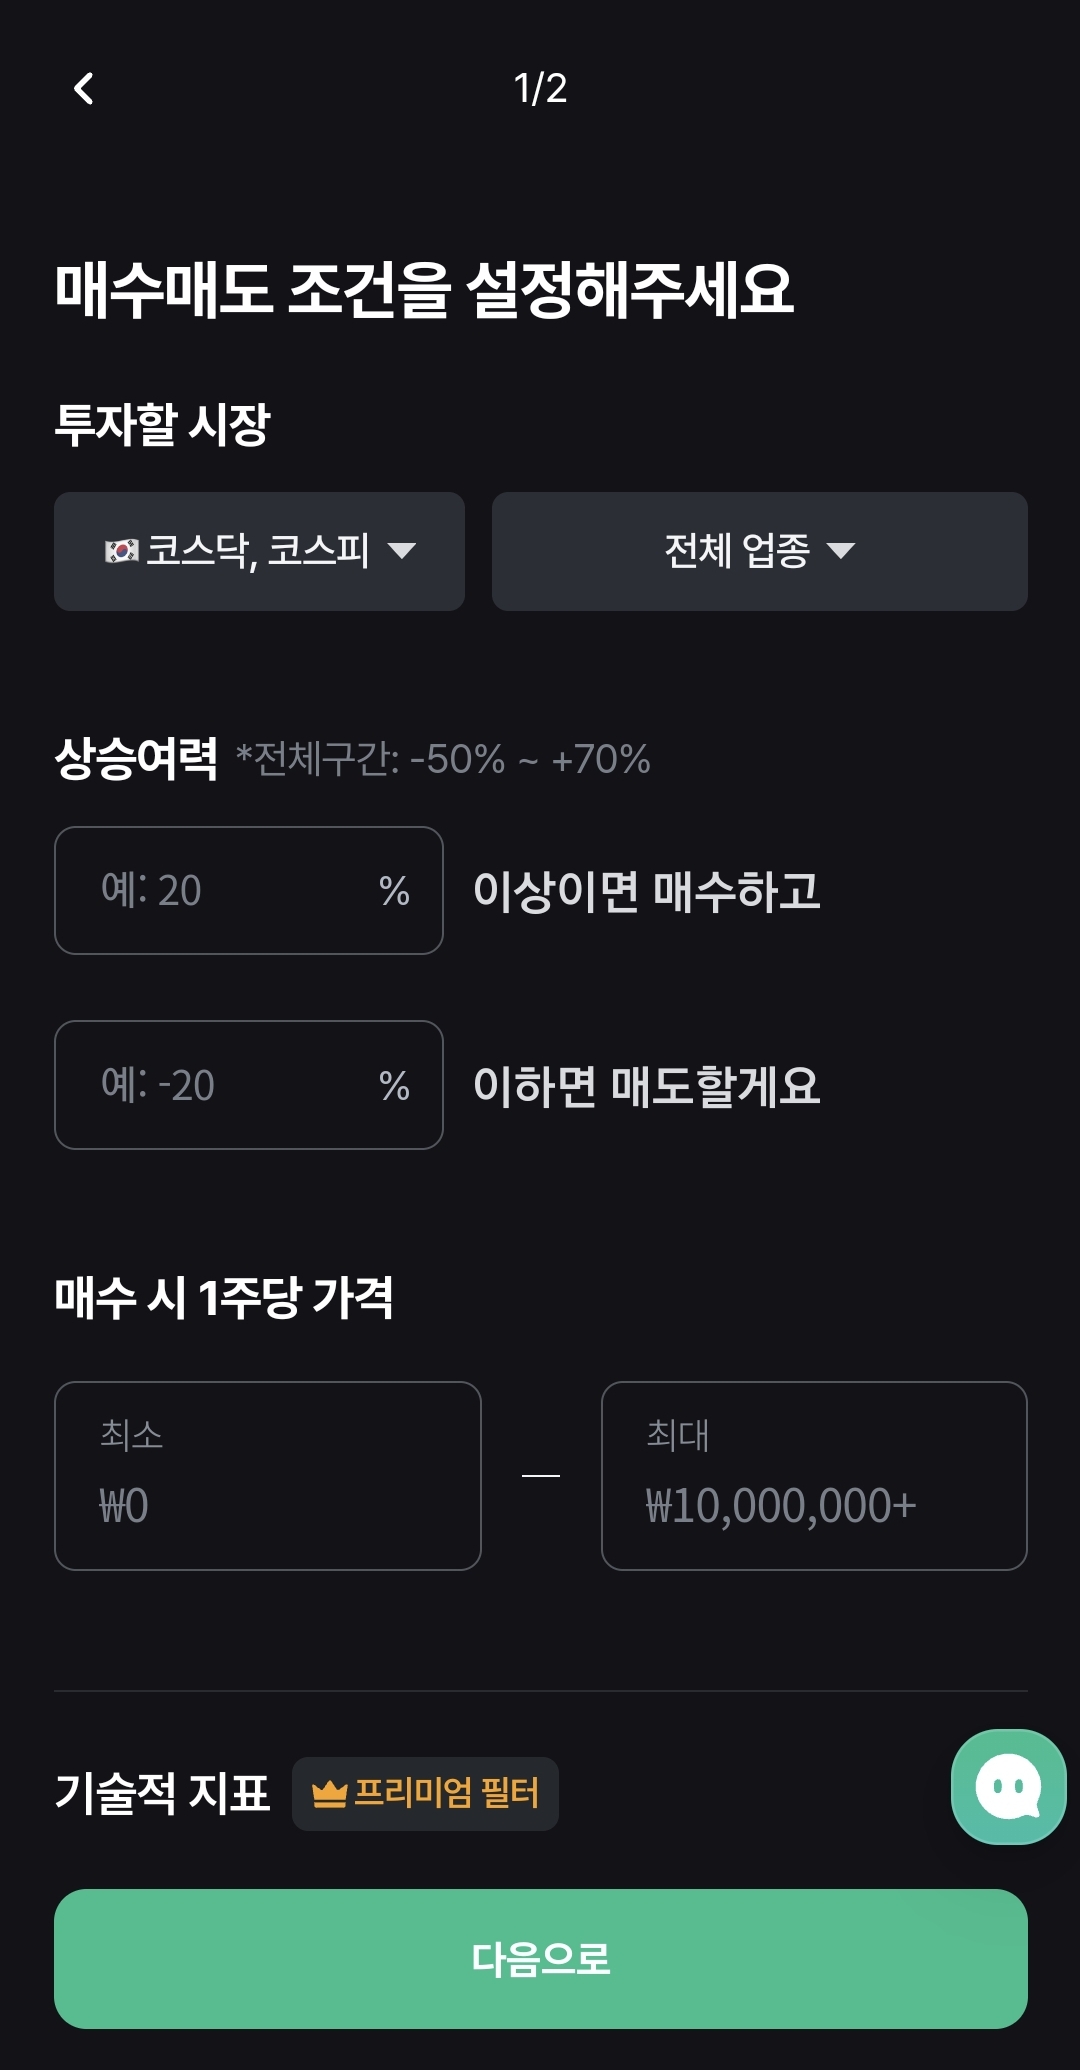 1/2
매수매도 조건을 설정해주세요
투자할 시장
코스닥, 코스피
전체 업종
상승여력 *전체구간: -50% ~ +70%
예: 20 % 이상이면 매수하고
예: -20 % 이하면 매도할게요
매수 시 1주당 가격
최소
₩0
—
최대
₩10,000,000+
기술적 지표 프리미엄 필터
다음으로